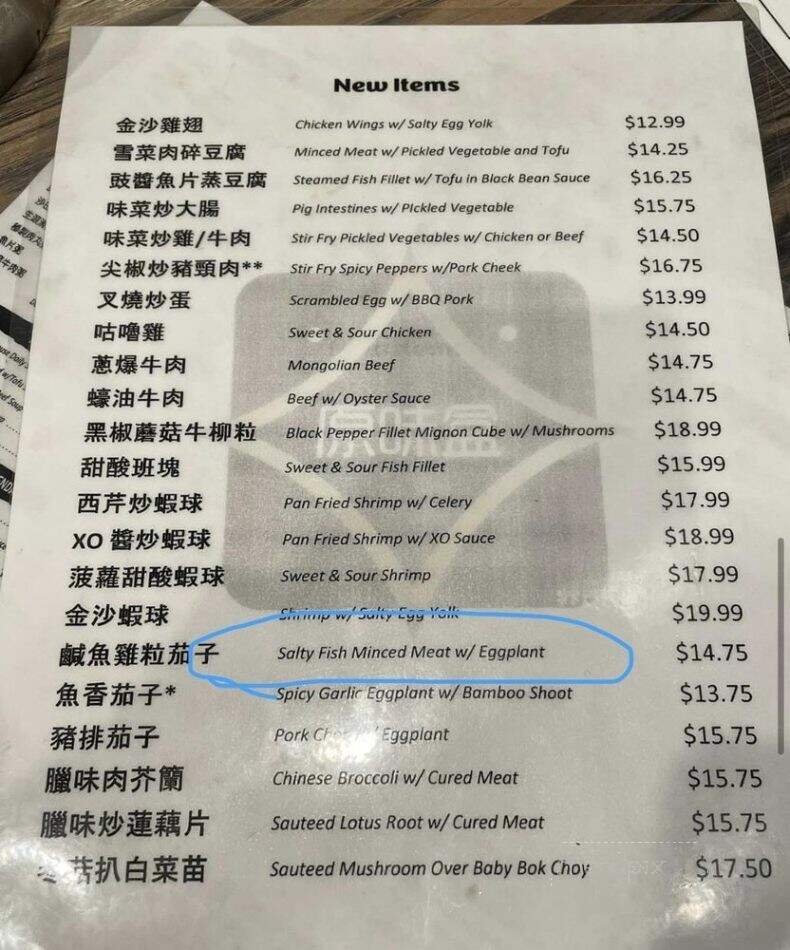 New Items
金沙雞翅 Chicken Wings w/ Salty Egg Yolk $12.99
雪菜肉碎豆腐 Minced Meat w/ Pickled Vegetable and Tofu $14.25
豉醬魚片蒸豆腐 Steamed Fish Fillet w/ Tofu in Black Bean Sauce $16.25
味菜炒大腸 Pig Intestines w/ Pickled Vegetable $15.75
味菜炒雞/牛肉 Stir Fry Pickled Vegetables w/ Chicken or Beef $14.50
尖椒炒豬頸肉** Stir Fry Spicy Peppers w/Pork Cheek $16.75
叉燒炒蛋 Scrambled Egg w/ BBQ Pork $13.99
咕嚕雞 Sweet & Sour Chicken $14.50
蔥爆牛肉 Mongolian Beef $14.75
蠔油牛肉 Beef w/ Oyster Sauce $14.75
黑椒蘑菇牛柳粒 Black Pepper Fillet Mignon Cube w/ Mushrooms $18.99
甜酸班塊 Sweet & Sour Fish Fillet $15.99
西芹炒蝦球 Pan Fried Shrimp w/ Celery $17.99
XO 醬炒蝦球 Pan Fried Shrimp w/ XO Sauce $18.99
菠蘿甜酸蝦球 Sweet & Sour Shrimp $17.99
金沙蝦球 Shrimp w/ Salty Egg Yolk $19.99
鹹魚雞粒茄子 Salty Fish Minced Meat w/ Eggplant $14.75
魚香茄子* Spicy Garlic Eggplant w/ Bamboo Shoot $13.75
豬排茄子 Pork Eggplant $15.75
臘味肉芥蘭 Chinese Broccoli w/ Cured Meat $15.75
臘味炒蓮藕片 Sauteed Lotus Root w/ Cured Meat $15.75
菇扒白菜苗 Sauteed Mushroom Over Baby Bok Choy $17.50